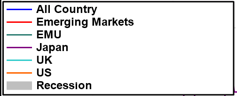 All Country
Emerging Markets
EMU
Japan
UK
US
Recession